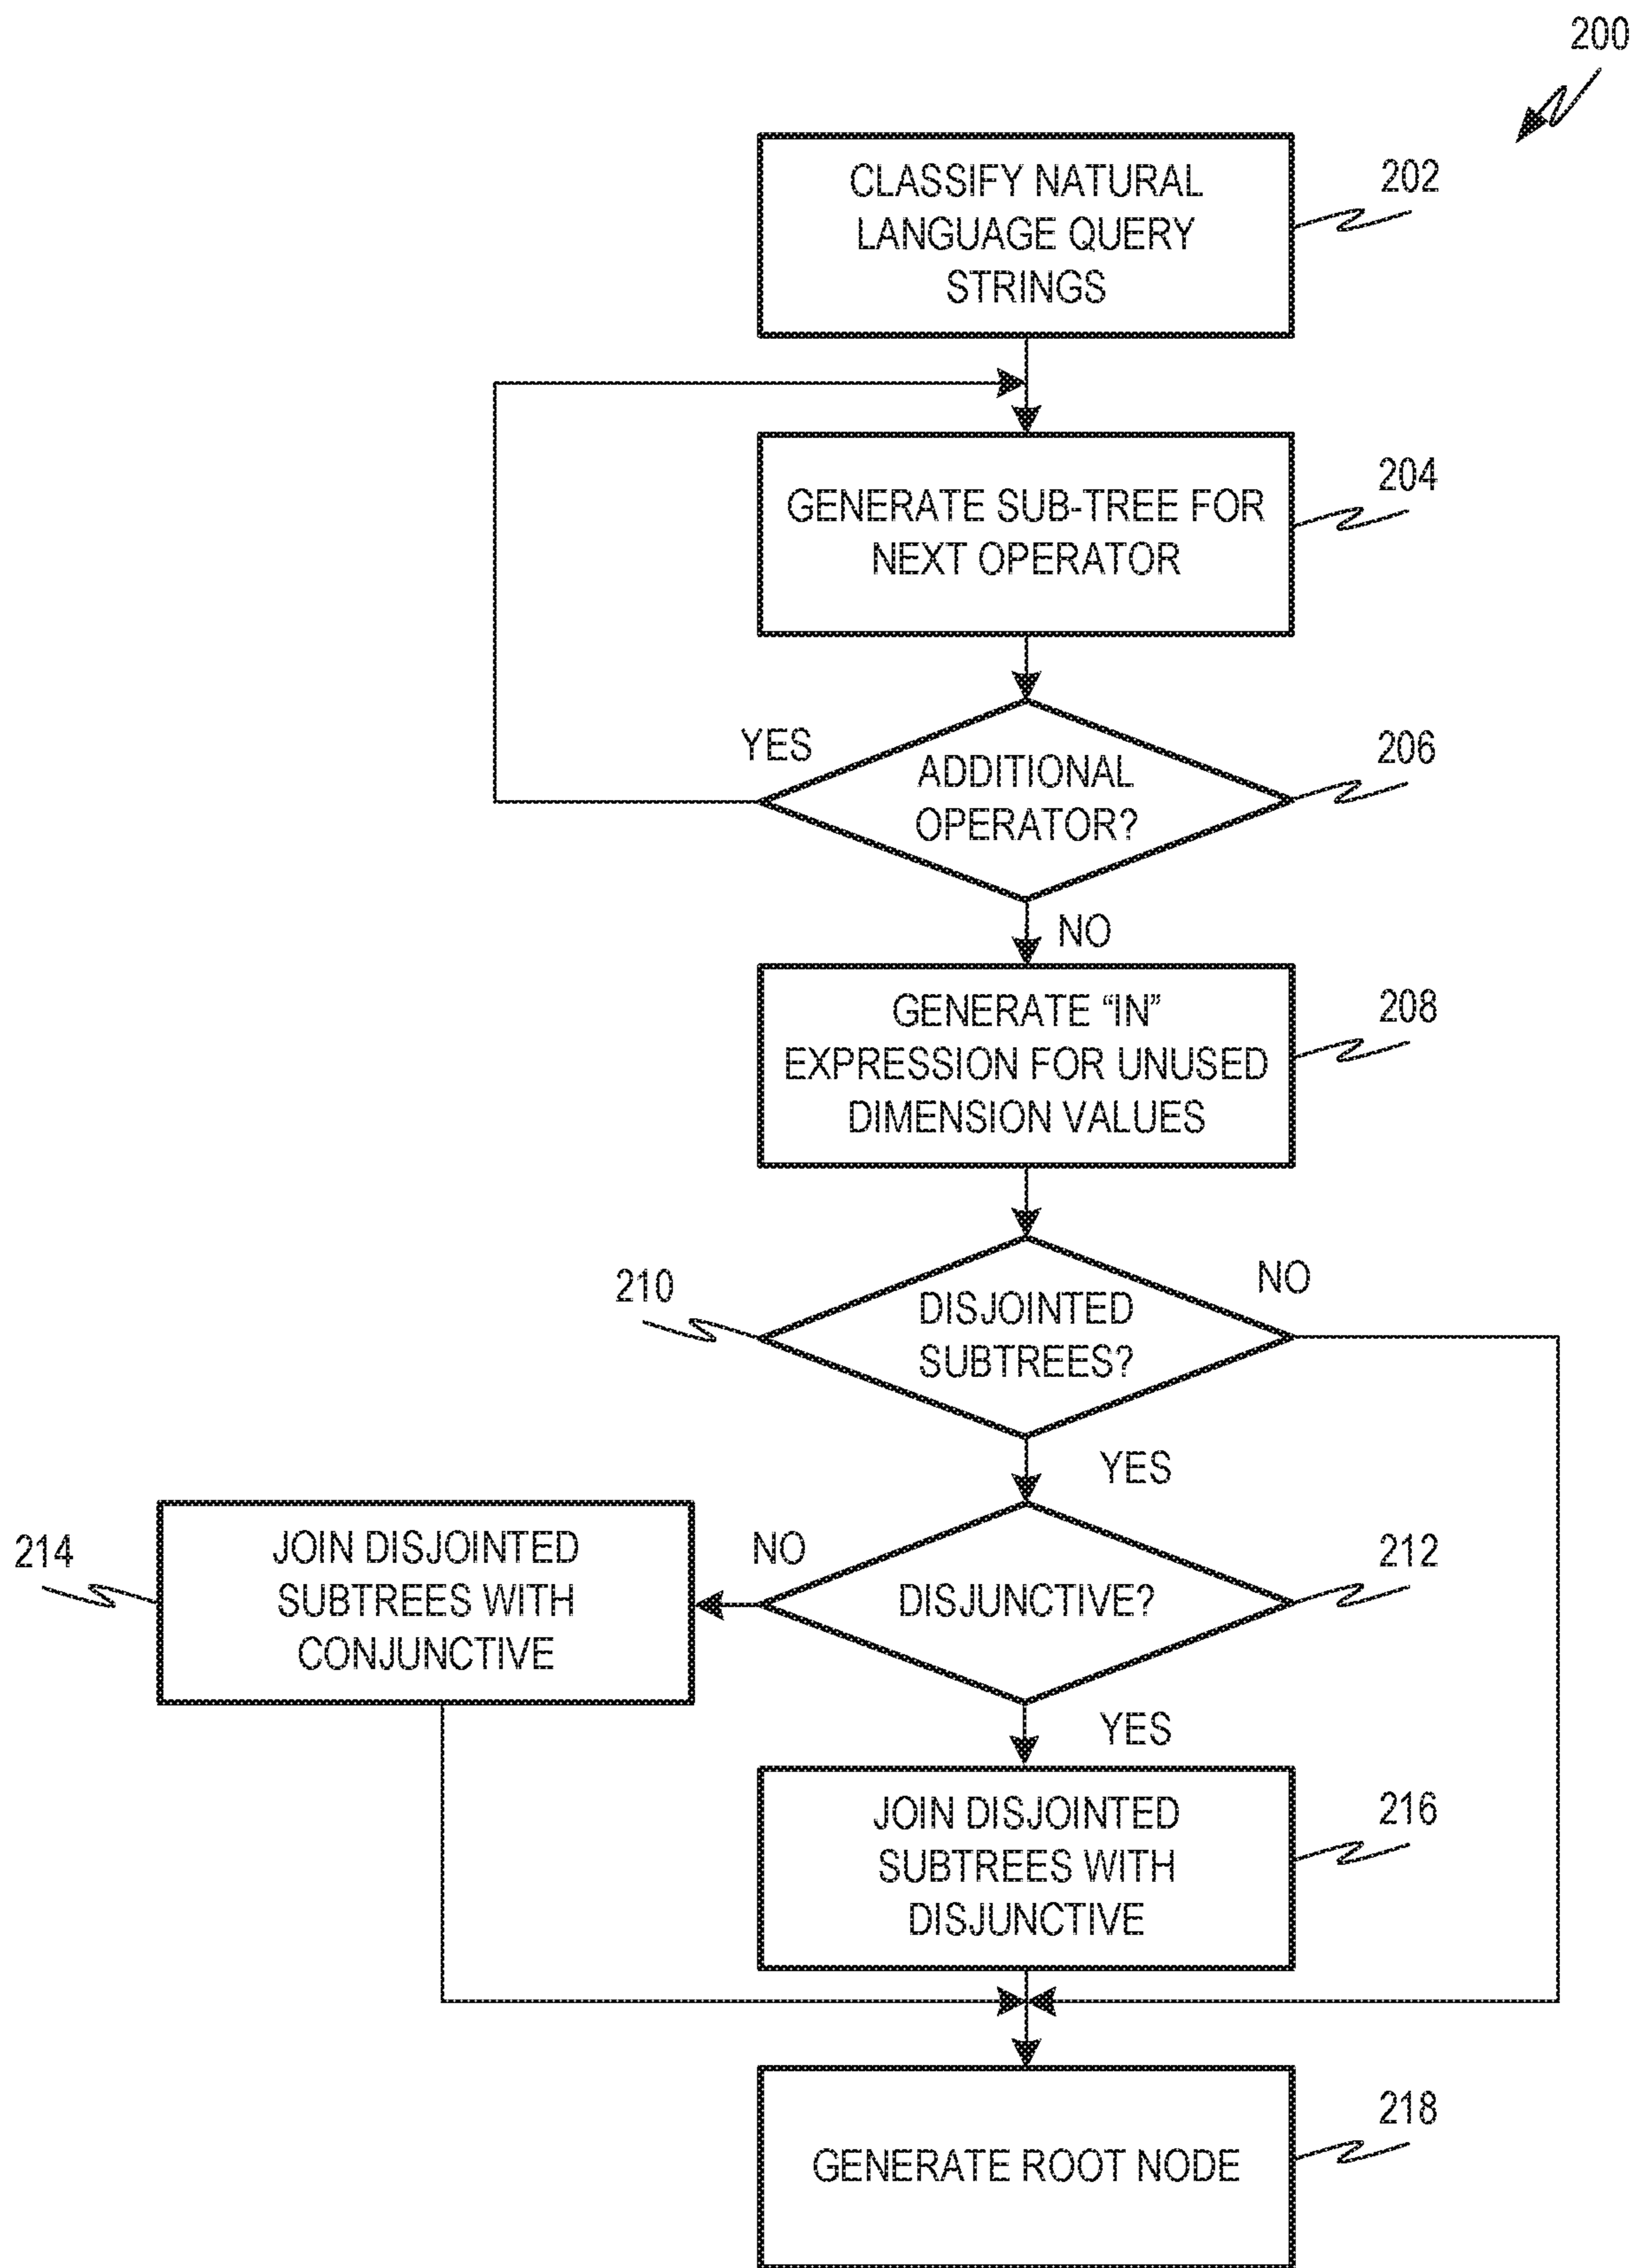 200
CLASSIFY NATURAL
LANGUAGE QUERY
STRINGS
202
GENERATE SUB-TREE FOR
NEXT OPERATOR
204
YES
ADDITIONAL
OPERATOR?
206
NO
GENERATE “IN”
EXPRESSION FOR UNUSED
DIMENSION VALUES
208
210
DISJOINTED
SUBTREES?
NO
YES
214
JOIN DISJOINTED
SUBTREES WITH
CONJUNCTIVE
NO
DISJUNCTIVE?
212
YES
JOIN DISJOINTED
SUBTREES WITH
DISJUNCTIVE
216
GENERATE ROOT NODE
218